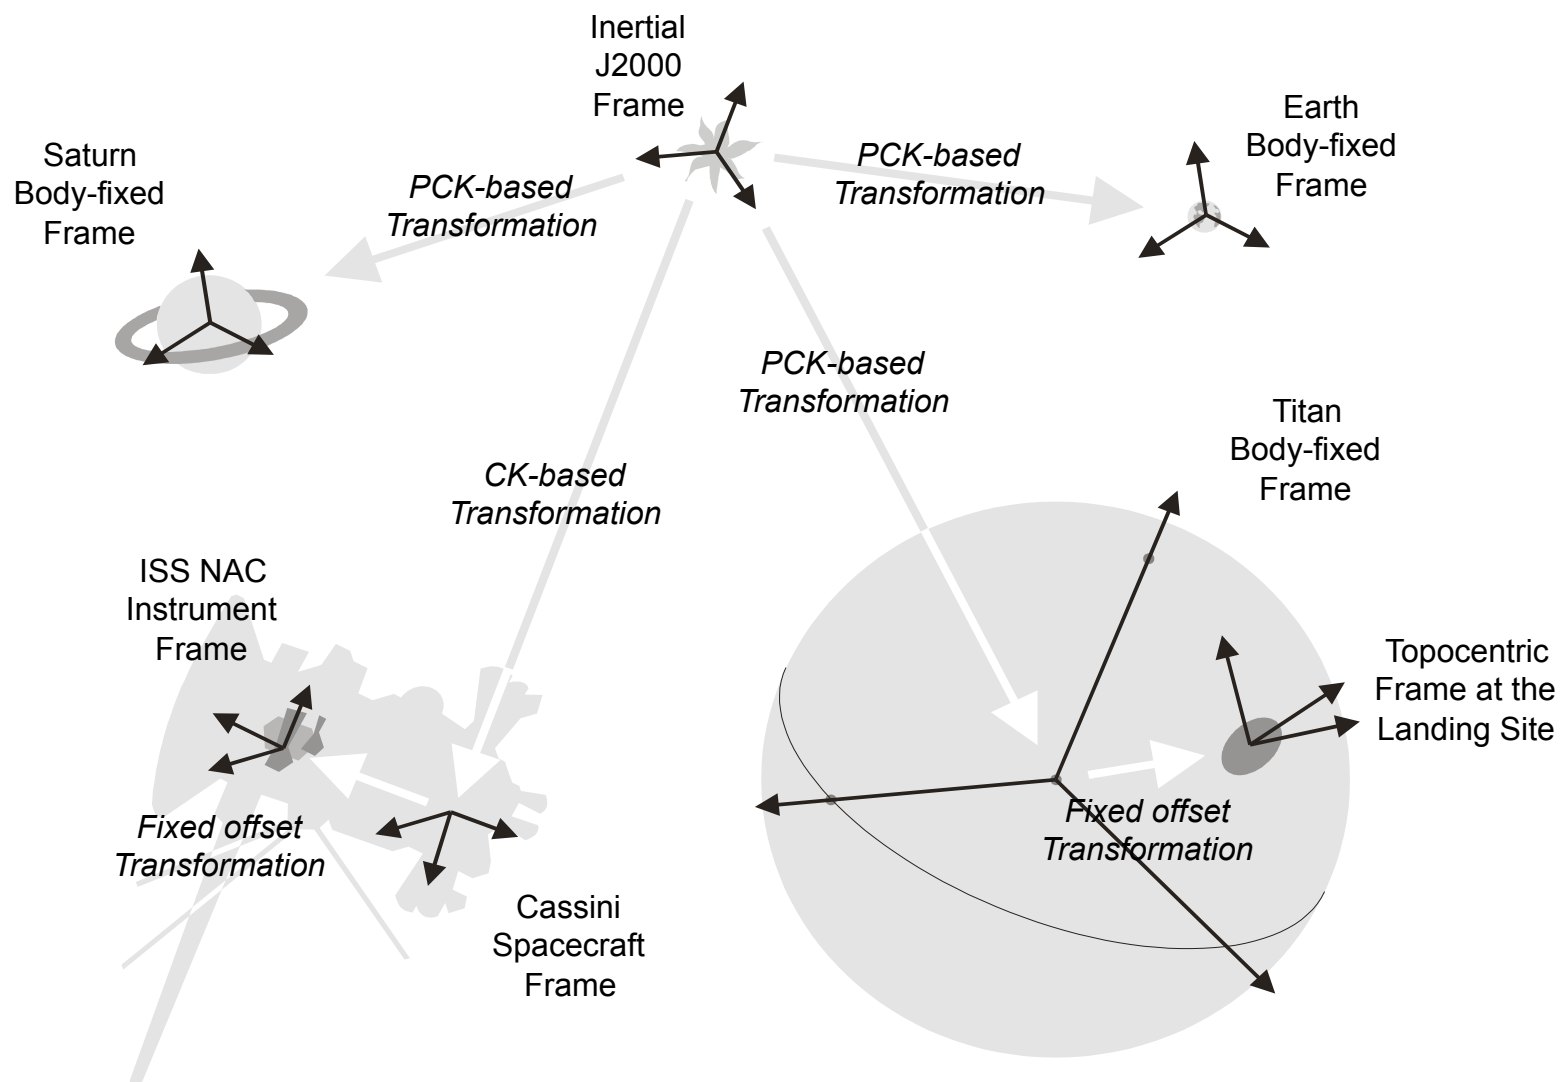 Inertial
J2000
Frame
Saturn
Body-fixed
Frame
PCK-based
Transformation
PCK-based
Transformation
Earth
Body-fixed
Frame
PCK-based
Transformation
CK-based
Transformation
Titan
Body-fixed
Frame
ISS NAC
Instrument
Frame
Topocentric
Frame at the
Landing Site
Fixed offset
Transformation
Fixed offset
Transformation
Cassini
Spacecraft
Frame